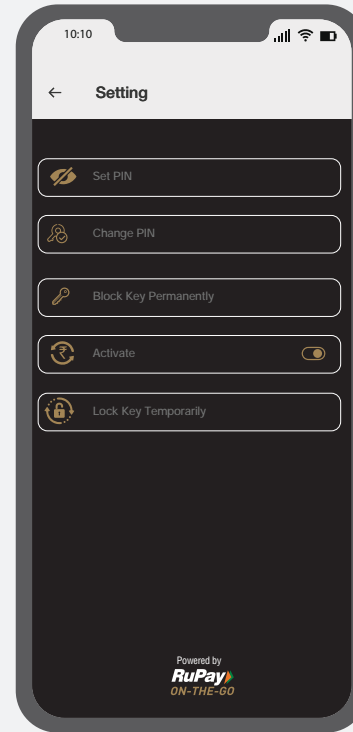 10:10
Setting
Set PIN
Change PIN
Block Key Permanently
Activate
Lock Key Temporarily
Powered by
RuPay
ON-THE-GO